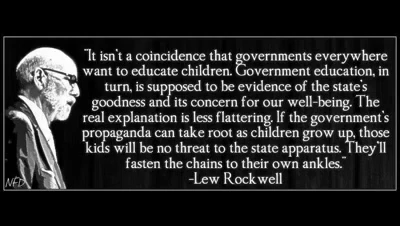 "It isn't a coincidence that governments everywhere
want to educate children. Government education, in
turn, is supposed to be evidence of the state's
goodness and its concern for our well-being. The
real explanation is less flattering. If the government's
propaganda can take root as children grow up, those
kids will be no threat to the state apparatus. They'll
fasten the chains to their own ankles."
-Lew Rockwell
NFD